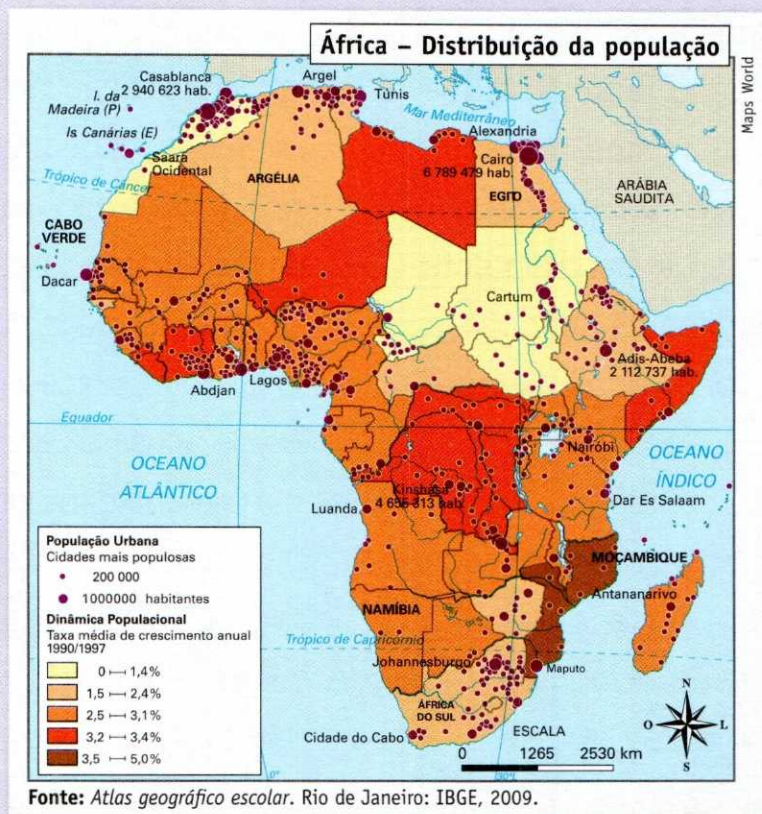 África – Distribuição da população
Maps World
Casablanca
2 940 623 hab.
Argel
Túnis
I. da
Madeira (P)
Mar Mediterrâneo
Is Canárias (E)
Alexandria
Saara
Ocidental
Cairo
6 789 479 hab.
Trópico de Câncer
ARGÉLIA
EGITO
ARÁBIA
SAUDITA
CABO
VERDE
Dacar
Cartum
Adis-Abeba
2 112 737 hab.
Abdjan
Lagos
Equador
Nairóbi
OCEANO
ATLÂNTICO
OCEANO
ÍNDICO
Kinshasa
4 655 313 hab.
Luanda
Dar Es Salaam
MOÇAMBIQUE
Antananarivo
NAMÍBIA
Trópico de Capricórnio
Johannesburgo
Maputo
ÁFRICA
DO SUL
Cidade do Cabo
População Urbana
Cidades mais populosas
200 000
1000000 habitantes
Dinâmica Populacional
Taxa média de crescimento anual
1990/1997
0 ⟼ 1,4%
1,5 ⟼ 2,4%
2,5 ⟼ 3,1%
3,2 ⟼ 3,4%
3,5 ⟼ 5,0%
N
O
L
S
ESCALA
0 1265 2530 km
0°
30°L
Fonte: Atlas geográfico escolar. Rio de Janeiro: IBGE, 2009.